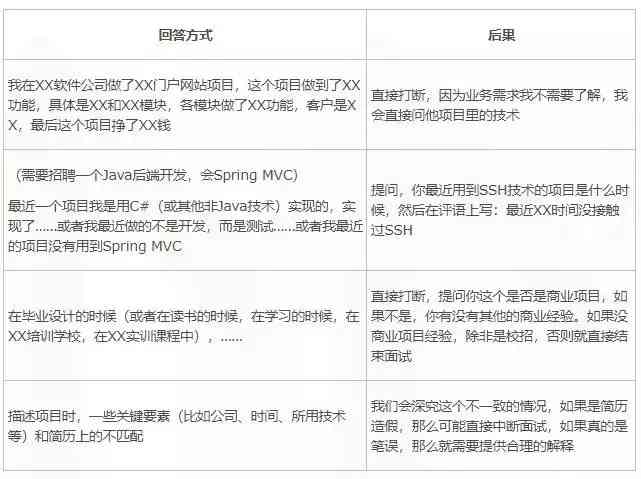 回答方式
后果
我在XX软件公司做了XX门户网站项目，这个项目做到了XX
功能，具体是XX和XX模块，各模块做了XX功能，客户是X
X，最后这个项目挣了XX钱
直接打断，因为业务需求我不需要了解，我
会直接问他项目里的技术
（需要招聘一个Java后端开发，会Spring MVC）
最近一个项目我是用C#（或其他非Java技术）实现的，实
现了……或者我最近做的不是开发，而是测试……或者我最近
的项目没有用到Spring MVC
提问，你最近用到SSH技术的项目是什么时
候，然后在评语上写：最近XX时间没接触
过SSH
在毕业设计的时候（或者在读书的时候，在学习的时候，在
XX培训学校，在XX实训课程中），……
直接打断，提问你这个是否是商业项目，如
果不是，你有没有其他的商业经验。如果没
商业项目经验，除非是校招，否则就直接结
束面试
描述项目时，一些关键要素（比如公司、时间、所用技术
等）和简历上的不匹配
我们会深究这个不一致的情况，如果是简历
造假，那么可能直接中断面试，如果真的是
笔误，那么就需要提供合理的解释